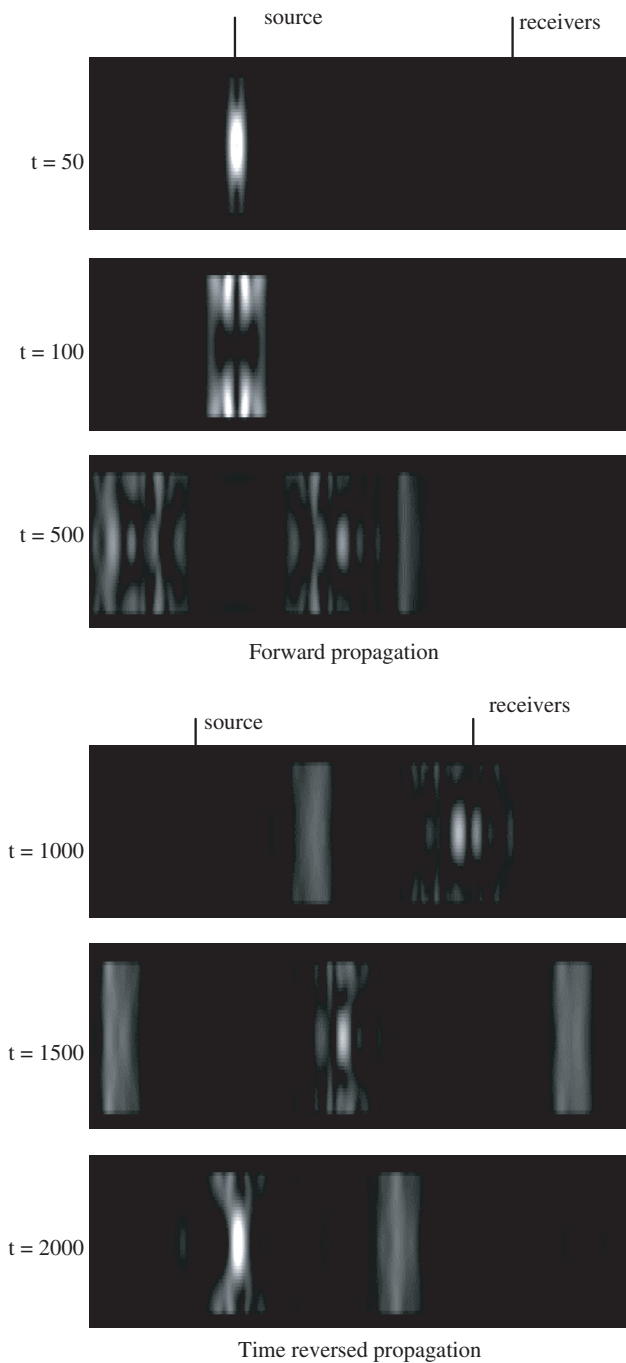 source
receivers
t = 50
t = 100
t = 500
Forward propagation
receivers
source
t = 1000
t = 1500
t = 2000
Time reversed propagation